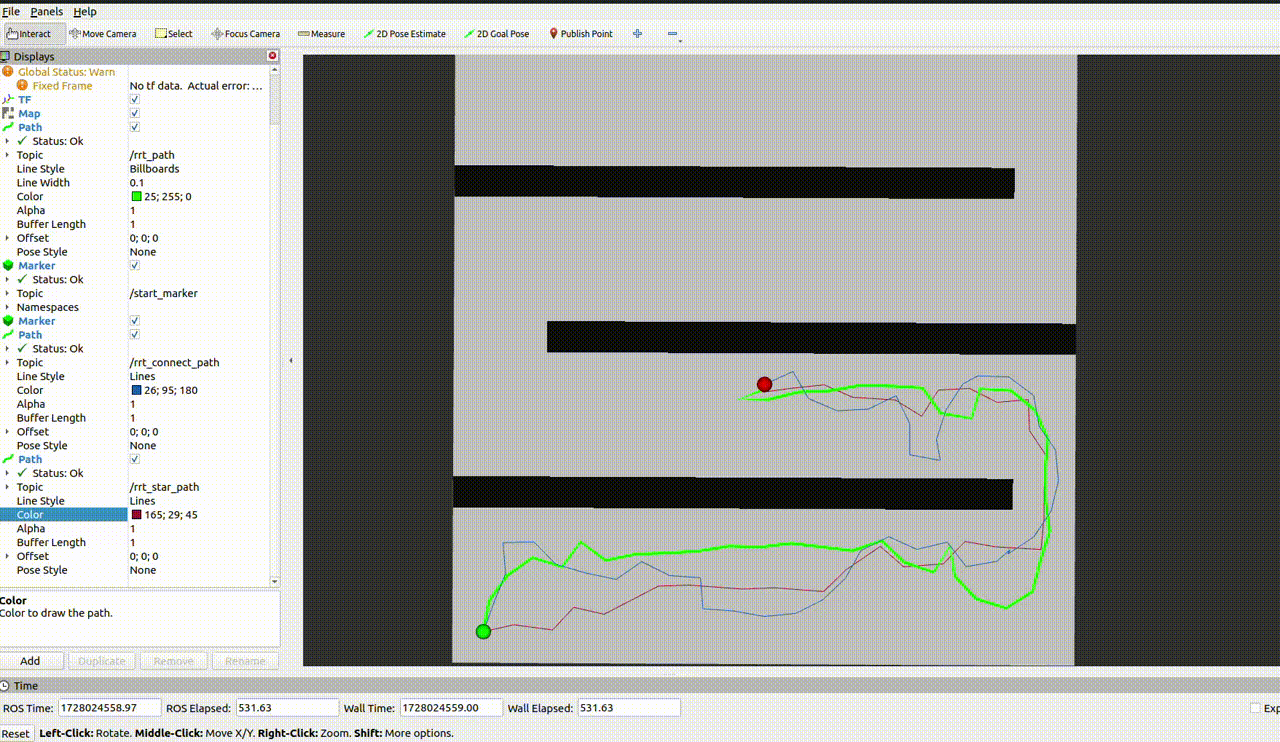 File Panels Help
Interact Move Camera Select Focus Camera Measure 2D Pose Estimate 2D Goal Pose Publish Point
Displays
Global Status: Warn
Fixed Frame No tf data. Actual error: ...
TF
Map
Path
Status: Ok
Topic /rrt_path
Line Style Billboards
Line Width 0.1
Color 25; 255; 0
Alpha 1
Buffer Length 1
Offset 0; 0; 0
Pose Style None
Marker
Status: Ok
Topic /start_marker
Namespaces
Marker
Path
Status: Ok
Topic /rrt_connect_path
Line Style Lines
Color 26; 95; 180
Alpha 1
Buffer Length 1
Offset 0; 0; 0
Pose Style None
Path
Status: Ok
Topic /rrt_star_path
Line Style Lines
Color 165; 29; 45
Alpha 1
Buffer Length 1
Offset 0; 0; 0
Pose Style None
Color
Color to draw the path.
Add Duplicate Remove Rename
Time
ROS Time: 1728024558.97 ROS Elapsed: 531.63 Wall Time: 1728024559.00 Wall Elapsed: 531.63 Exp
Reset Left-Click: Rotate. Middle-Click: Move X/Y. Right-Click: Zoom. Shift: More options.